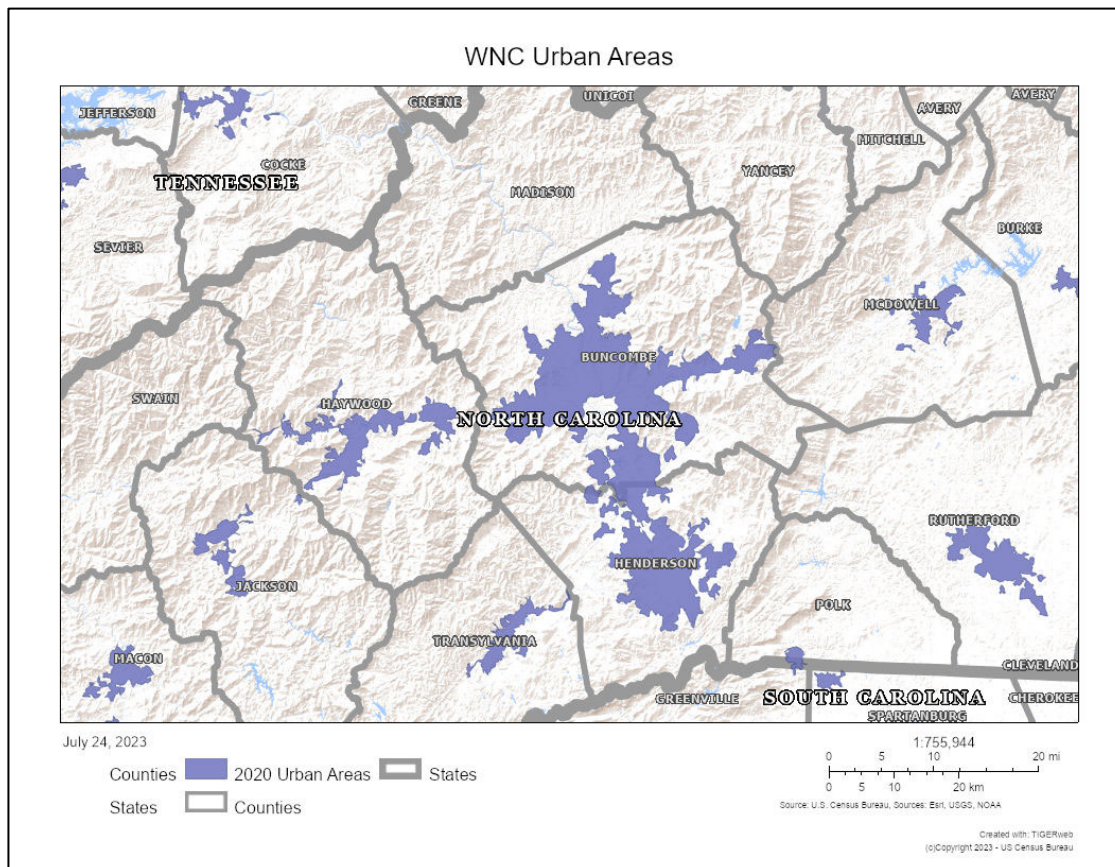 WNC Urban Areas
JEFFERSON
GREENE
UNICOI
AVERY
AVERY
MITCHELL
COCKE
TENNESSEE
YANCEY
MADISON
BURKE
SEVIER
MCDOWELL
BUNCOMBE
SWAIN
HAYWOOD
NORTH CAROLINA
RUTHERFORD
HENDERSON
JACKSON
POLK
TRANSYLVANIA
MACON
CLEVELAND
GREENVILLE
SOUTH CAROLINA
CHEROKEE
SPARTANBURG
July 24, 2023
1:755,944
0 5 10 20 mi
0 5 10 20 km
Counties 2020 Urban Areas States
States Counties
Source: U.S. Census Bureau, Sources: Esri, USGS, NOAA
Created with: TIGERweb
(c)Copyright 2023 - US Census Bureau